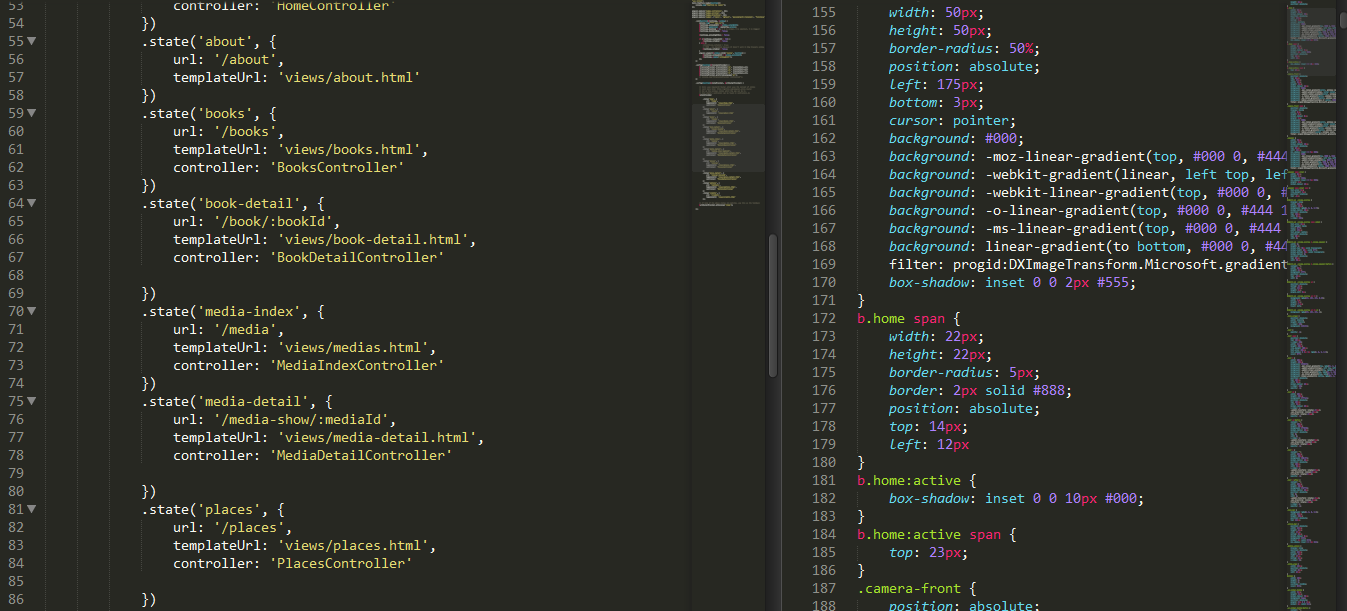 53 controller: 'HomeController'
54 })
55 .state('about', {
56 url: '/about',
57 templateUrl: 'views/about.html'
58 })
59 .state('books', {
60 url: '/books',
61 templateUrl: 'views/books.html',
62 controller: 'BooksController'
63 })
64 .state('book-detail', {
65 url: '/book/:bookId',
66 templateUrl: 'views/book-detail.html',
67 controller: 'BookDetailController'
68
69 })
70 .state('media-index', {
71 url: '/media',
72 templateUrl: 'views/medias.html',
73 controller: 'MediaIndexController'
74 })
75 .state('media-detail', {
76 url: '/media-show/:mediaId',
77 templateUrl: 'views/media-detail.html',
78 controller: 'MediaDetailController'
79
80 })
81 .state('places', {
82 url: '/places',
83 templateUrl: 'views/places.html',
84 controller: 'PlacesController'
85
86 })
155 width: 50px;
156 height: 50px;
157 border-radius: 50%;
158 position: absolute;
159 left: 175px;
160 bottom: 3px;
161 cursor: pointer;
162 background: #000;
163 background: -moz-linear-gradient(top, #000 0, #444
164 background: -webkit-gradient(linear, left top, lef
165 background: -webkit-linear-gradient(top, #000 0, #
166 background: -o-linear-gradient(top, #000 0, #444 1
167 background: -ms-linear-gradient(top, #000 0, #444
168 background: linear-gradient(to bottom, #000 0, #44
169 filter: progid:DXImageTransform.Microsoft.gradient
170 box-shadow: inset 0 0 2px #555;
171 }
172 b.home span {
173 width: 22px;
174 height: 22px;
175 border-radius: 5px;
176 border: 2px solid #888;
177 position: absolute;
178 top: 14px;
179 left: 12px
180 }
181 b.home:active {
182 box-shadow: inset 0 0 10px #000;
183 }
184 b.home:active span {
185 top: 23px;
186 }
187 .camera-front {
188 position: absolute;